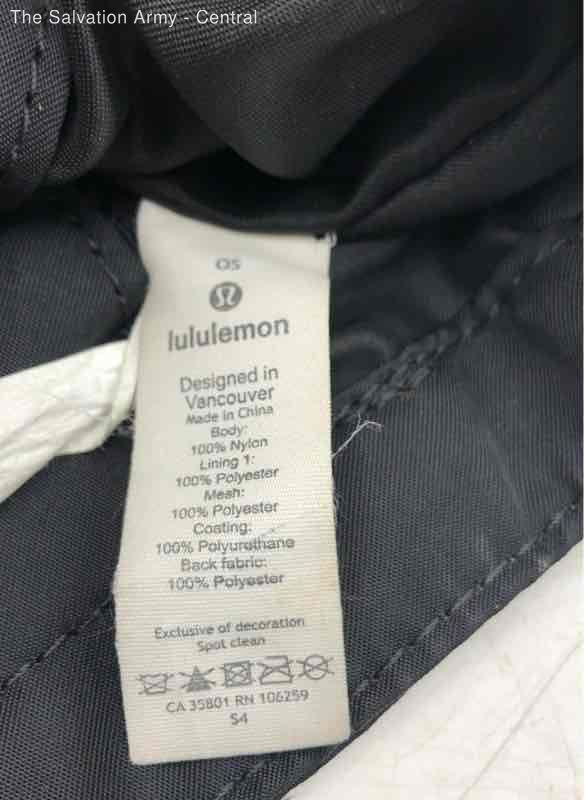 The Salvation Army - Central
OS
lululemon
Designed in
Vancouver
Made in China
Body:
100% Nylon
Lining 1:
100% Polyester
Mesh:
100% Polyester
Coating:
100% Polyurethane
Back fabric:
100% Polyester
Exclusive of decoration
Spot clean
CA 35801 RN 106259
S4